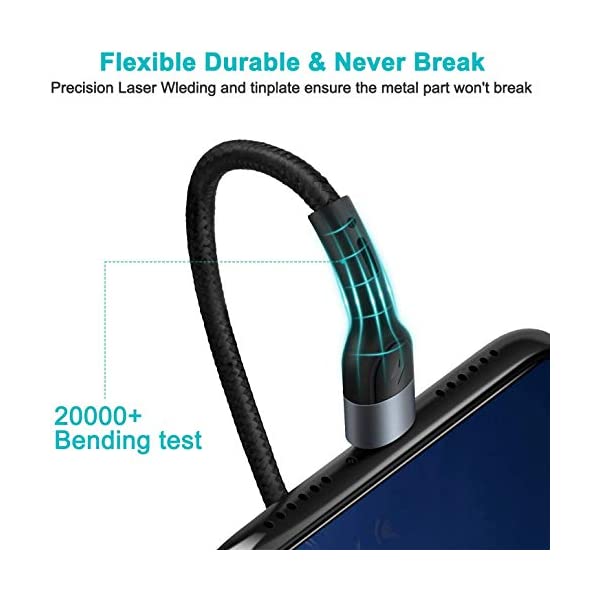 Flexible Durable & Never Break
Precision Laser Wleding and tinplate ensure the metal part won't break
20000+
Bending test